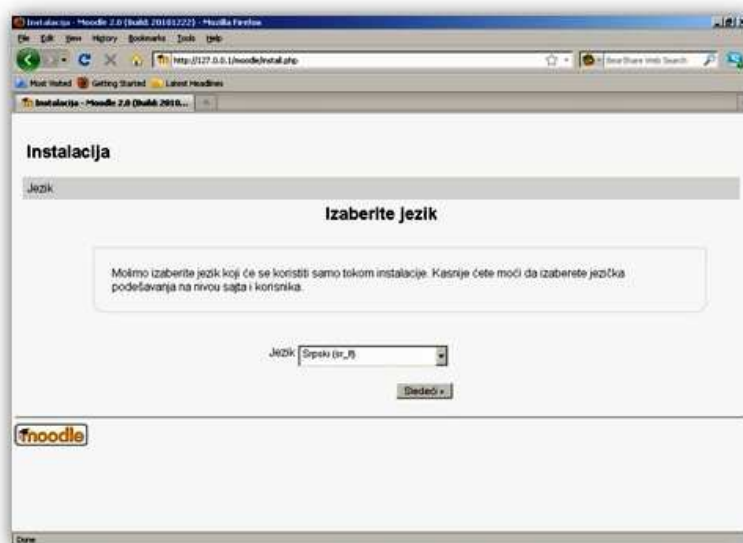 Instalacija - Moodle 2.0 (Build: 20101222) - Mozilla Firefox
File Edit View History Bookmarks Tools Help
http://127.0.0.1/moodle/install.php
BearShare Web Search
Most Visited Getting Started Latest Headlines
Instalacija - Moodle 2.0 (Build: 2010...
Instalacija
Jezik
Izaberite jezik
Molimo izaberite jezik koji će se koristiti samo tokom instalacije. Kasnije ćete moći da izaberete jezička
podešavanja na nivou sajta i korisnika.
Jezik Srpski (sr_lt)
Sledeći
moodle
Done